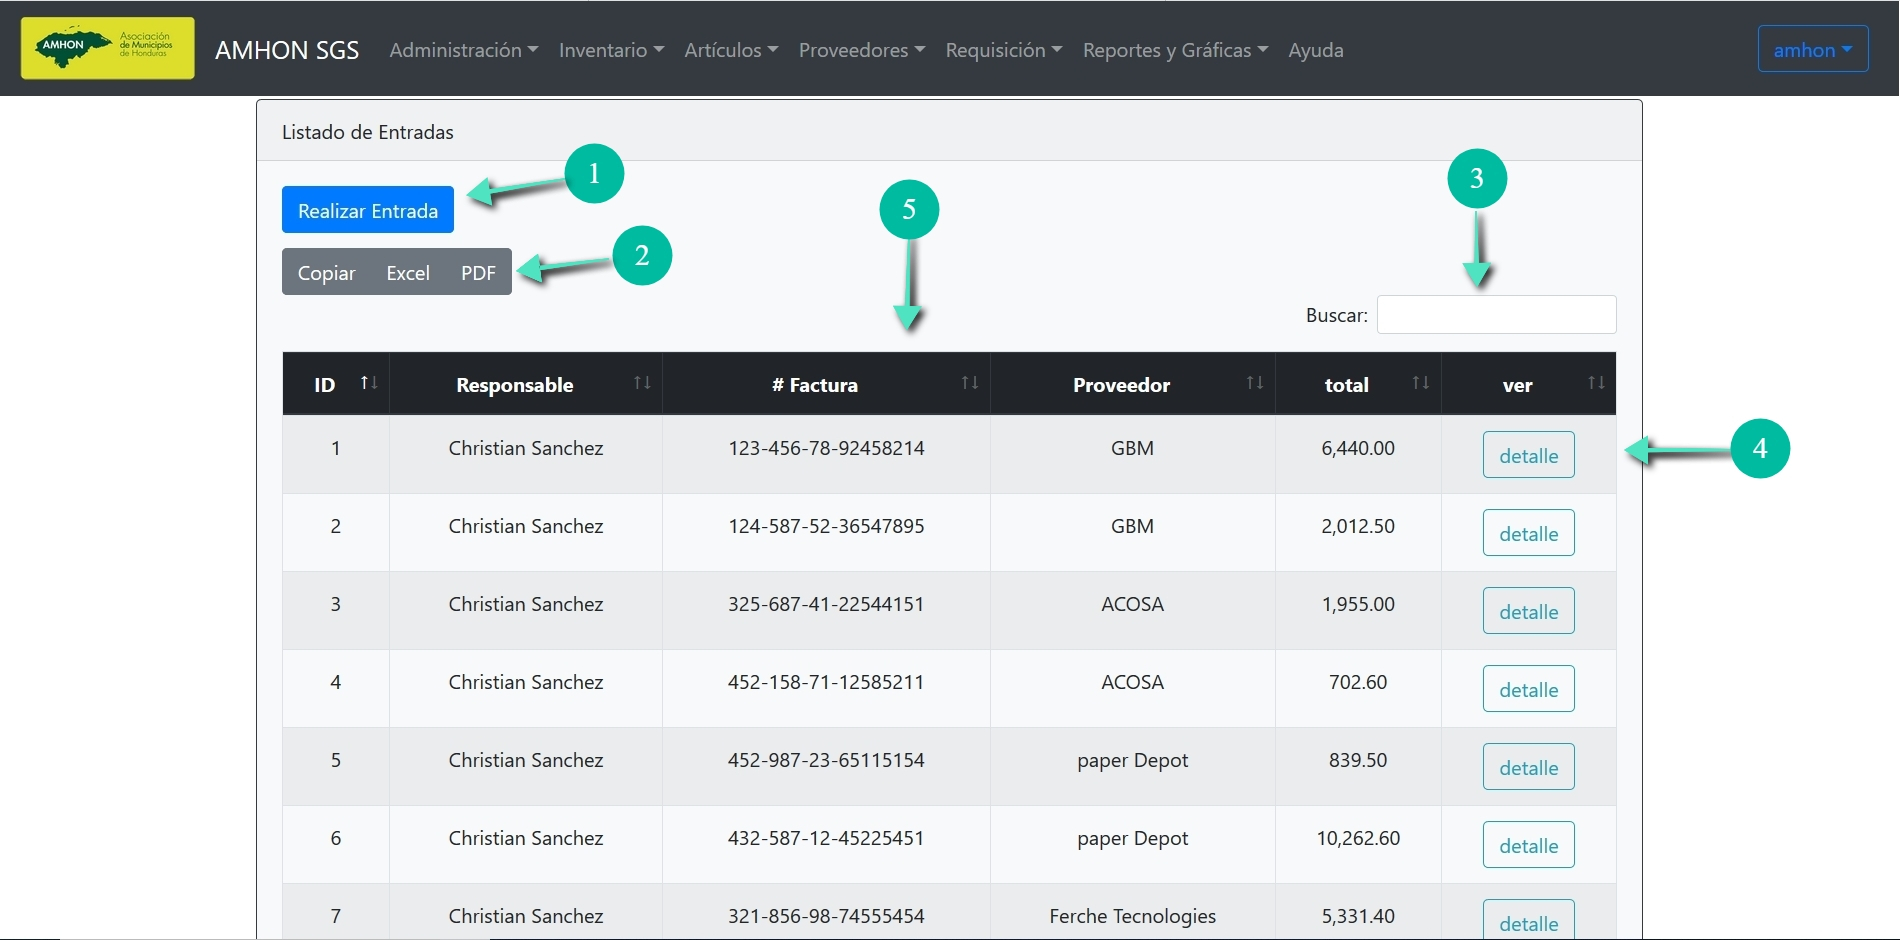 AMHON
Asociación
de Municipios
de Honduras
AMHON SGS Administración Inventario Artículos Proveedores Requisición Reportes y Gráficas Ayuda amhon
Listado de Entradas
1
3
Realizar Entrada
5
2
Copiar Excel PDF
Buscar:
ID Responsable # Factura Proveedor total ver
1 Christian Sanchez 123-456-78-92458214 GBM 6,440.00 detalle
4
2 Christian Sanchez 124-587-52-36547895 GBM 2,012.50 detalle
3 Christian Sanchez 325-687-41-22544151 ACOSA 1,955.00 detalle
4 Christian Sanchez 452-158-71-12585211 ACOSA 702.60 detalle
5 Christian Sanchez 452-987-23-65115154 paper Depot 839.50 detalle
6 Christian Sanchez 432-587-12-45225451 paper Depot 10,262.60 detalle
7 Christian Sanchez 321-856-98-74555454 Ferche Tecnologies 5,331.40 detalle